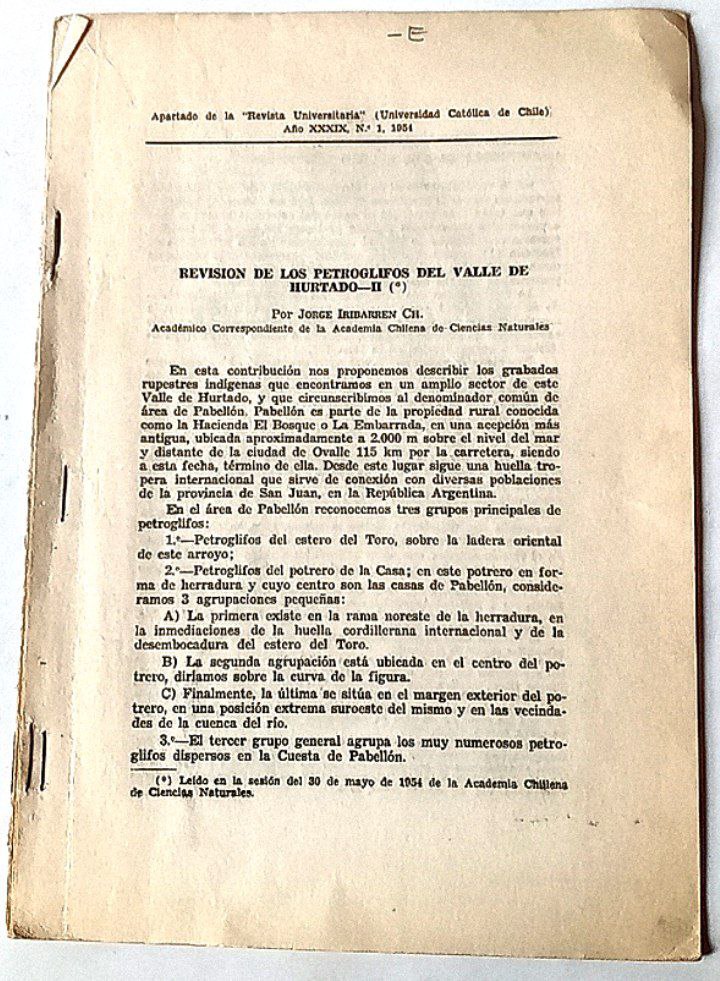 -E
Apartado de la "Revista Universitaria" (Universidad Católica de Chile)
Año XXXIX, N.º 1, 1954
REVISION DE LOS PETROGLIFOS DEL VALLE DE
HURTADO—II (*)
Por JORGE IRIBARREN CH.
Académico Correspondiente de la Academia Chilena de Ciencias Naturales
En esta contribución nos proponemos describir los grabados
rupestres indígenas que encontramos en un amplio sector de este
Valle de Hurtado, y que circunscribimos al denominador común de
área de Pabellón. Pabellón es parte de la propiedad rural conocida
como la Hacienda El Bosque o La Embarrada, en una acepción más
antigua, ubicada aproximadamente a 2.000 m sobre el nivel del mar
y distante de la ciudad de Ovalle 115 km por la carretera, siendo
a esta fecha, término de ella. Desde este lugar sigue una huella tro-
pera internacional que sirve de conexión con diversas poblaciones
de la provincia de San Juan, en la República Argentina.
En el área de Pabellón reconocemos tres grupos principales de
petroglifos:
1.º—Petroglifos del estero del Toro, sobre la ladera oriental
de este arroyo;
2.º—Petroglifos del potrero de la Casa; en este potrero en for-
ma de herradura y cuyo centro son las casas de Pabellón, conside-
ramos 3 agrupaciones pequeñas:
A) La primera existe en la rama noreste de la herradura, en
la inmediaciones de la huella cordillerana internacional y de la
desembocadura del estero del Toro.
B) La segunda agrupación está ubicada en el centro del po-
trero, diríamos sobre la curva de la figura.
C) Finalmente, la última se sitúa en el margen exterior del po-
trero, en una posición extrema suroeste del mismo y en las vecinda-
des de la cuenca del río.
3.º—El tercer grupo general agrupa los muy numerosos petro-
glifos dispersos en la Cuesta de Pabellón.
(*) Leído en la sesión del 30 de mayo de 1954 de la Academia Chilena
de Ciencias Naturales.